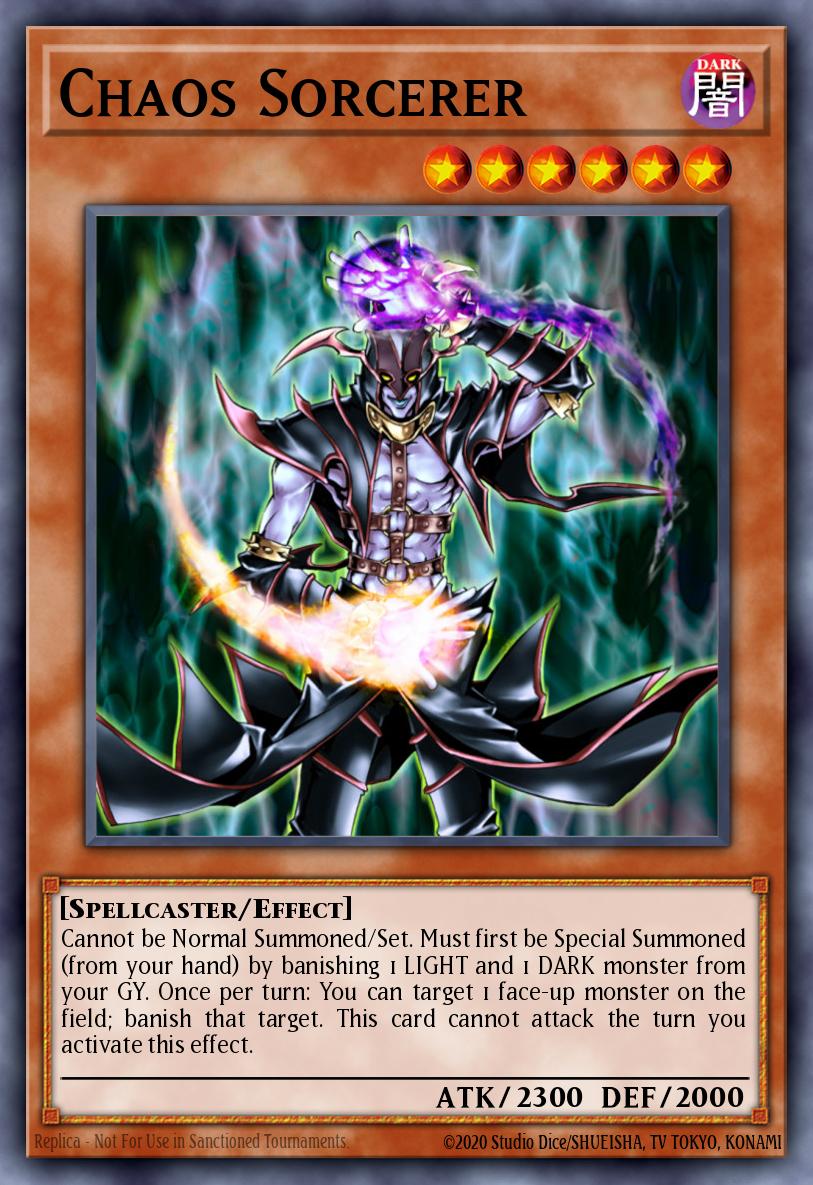 Chaos Sorcerer
DARK
闇
[Spellcaster/Effect]
Cannot be Normal Summoned/Set. Must first be Special Summoned
(from your hand) by banishing 1 LIGHT and 1 DARK monster from
your GY. Once per turn: You can target 1 face-up monster on the
field; banish that target. This card cannot attack the turn you
activate this effect.
ATK/2300 DEF/2000
Replica - Not For Use in Sanctioned Tournaments.
©2020 Studio Dice/SHUEISHA, TV TOKYO, KONAMI